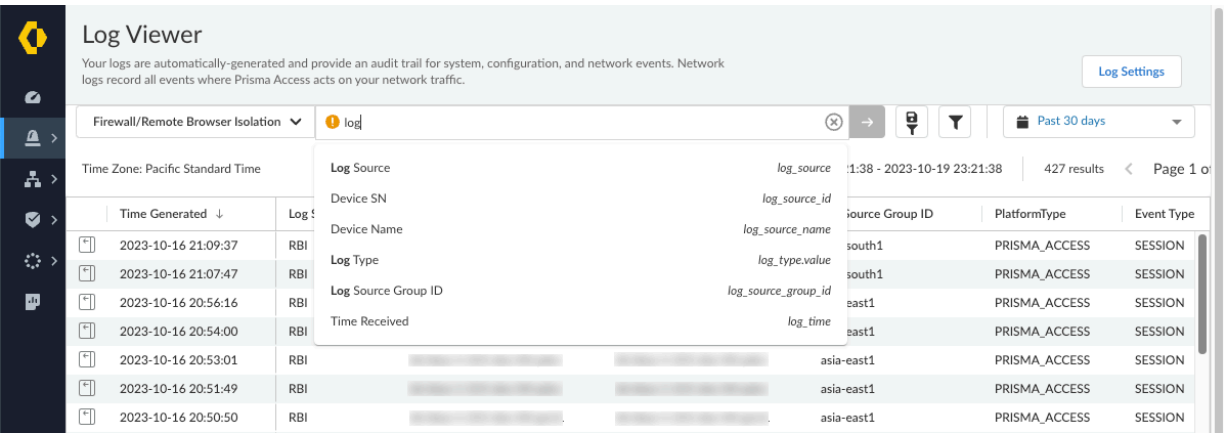 Log Viewer
Your logs are automatically-generated and provide an audit trail for system, configuration, and network events. Network
logs record all events where Prisma Access acts on your network traffic.
Log Settings
Firewall/Remote Browser Isolation
log
Past 30 days
Time Zone: Pacific Standard Time
1:38 - 2023-10-19 23:21:38
427 results
Page 1 of
Log Source log_source
Device SN log_source_id
Device Name log_source_name
Log Type log_type.value
Log Source Group ID log_source_group_id
Time Received log_time
Time Generated ↓ Log S Source Group ID PlatformType Event Type
2023-10-16 21:09:37 RBI south1 PRISMA_ACCESS SESSION
2023-10-16 21:07:47 RBI south1 PRISMA_ACCESS SESSION
2023-10-16 20:56:16 RBI east1 PRISMA_ACCESS SESSION
2023-10-16 20:54:00 RBI east1 PRISMA_ACCESS SESSION
2023-10-16 20:53:01 RBI asia-east1 PRISMA_ACCESS SESSION
2023-10-16 20:51:49 RBI asia-east1 PRISMA_ACCESS SESSION
2023-10-16 20:50:50 RBI asia-east1 PRISMA_ACCESS SESSION